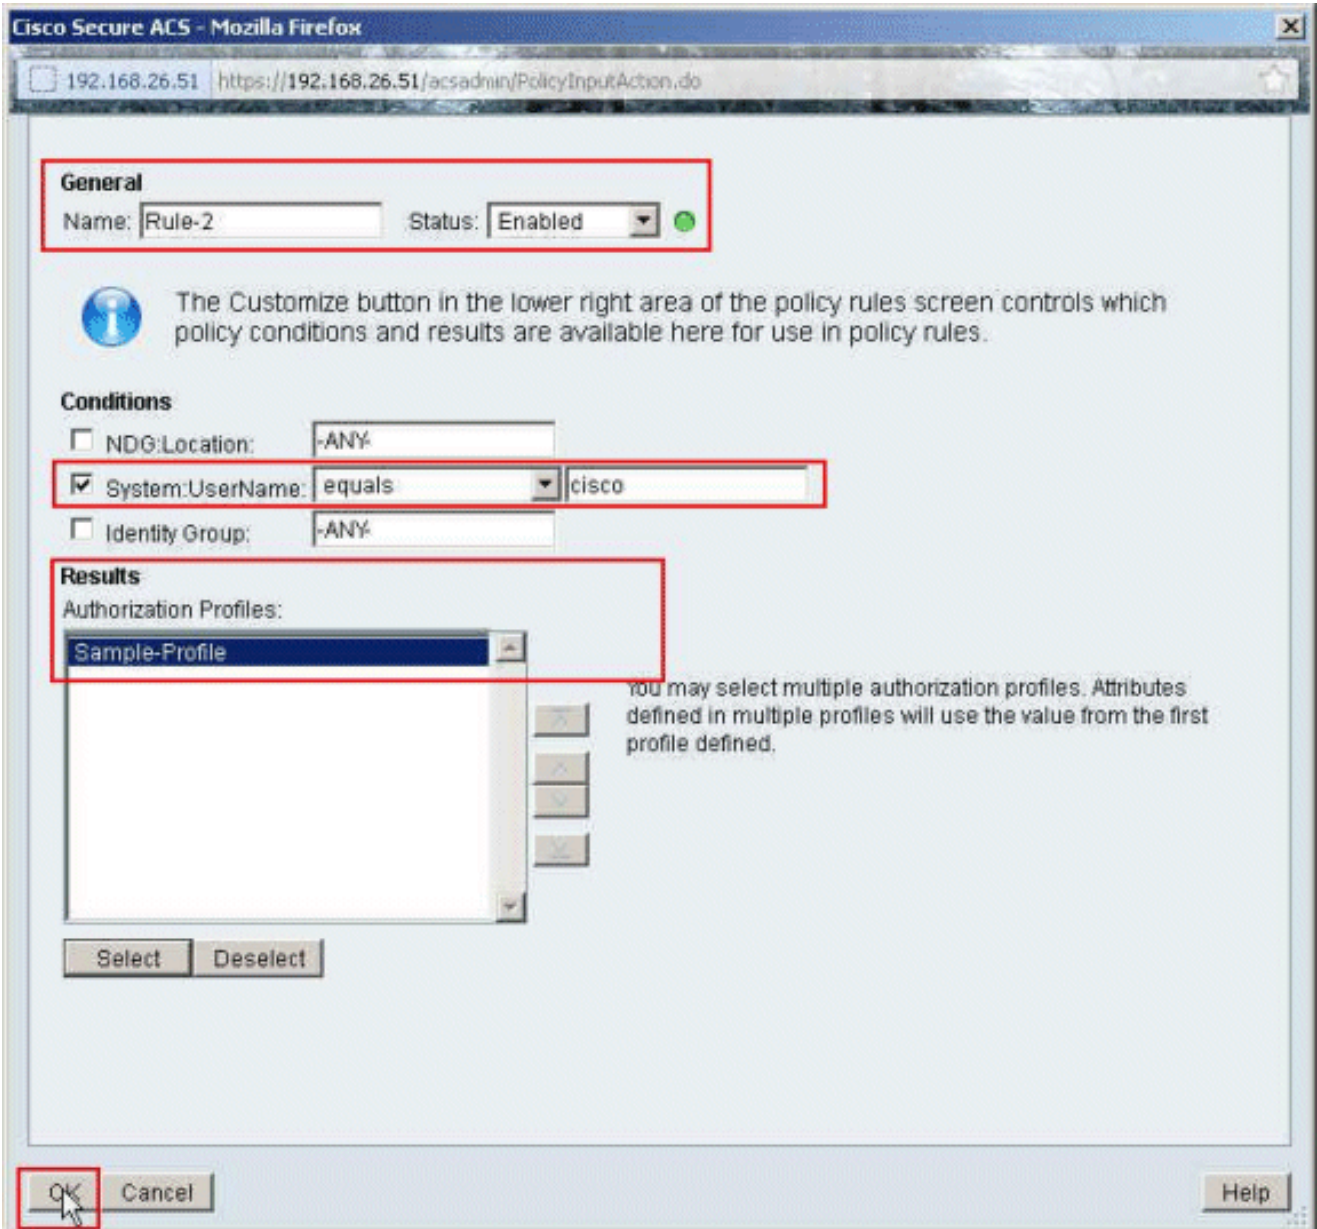 Cisco Secure ACS - Mozilla Firefox
192.168.26.51 https://192.168.26.51/acsadmin/PolicyInputAction.do
General
Name: Rule-2 Status: Enabled
The Customize button in the lower right area of the policy rules screen controls which
policy conditions and results are available here for use in policy rules.
Conditions
NDG:Location: -ANY-
System:UserName: equals cisco
Identity Group: -ANY-
Results
Authorization Profiles:
Sample-Profile
You may select multiple authorization profiles. Attributes
defined in multiple profiles will use the value from the first
profile defined.
Select Deselect
OK Cancel Help